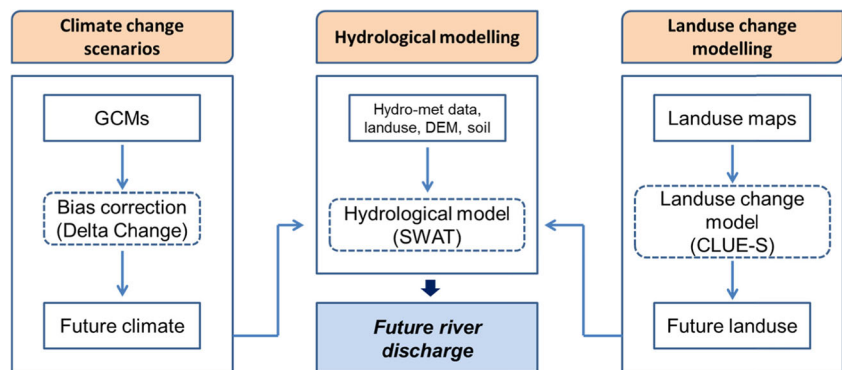 Climate change
scenarios
GCMs
Bias correction
(Delta Change)
Future climate
Hydrological modelling
Hydro-met data,
landuse, DEM, soil
Hydrological model
(SWAT)
Future river
discharge
Landuse change
modelling
Landuse maps
Landuse change
model
(CLUE-S)
Future landuse